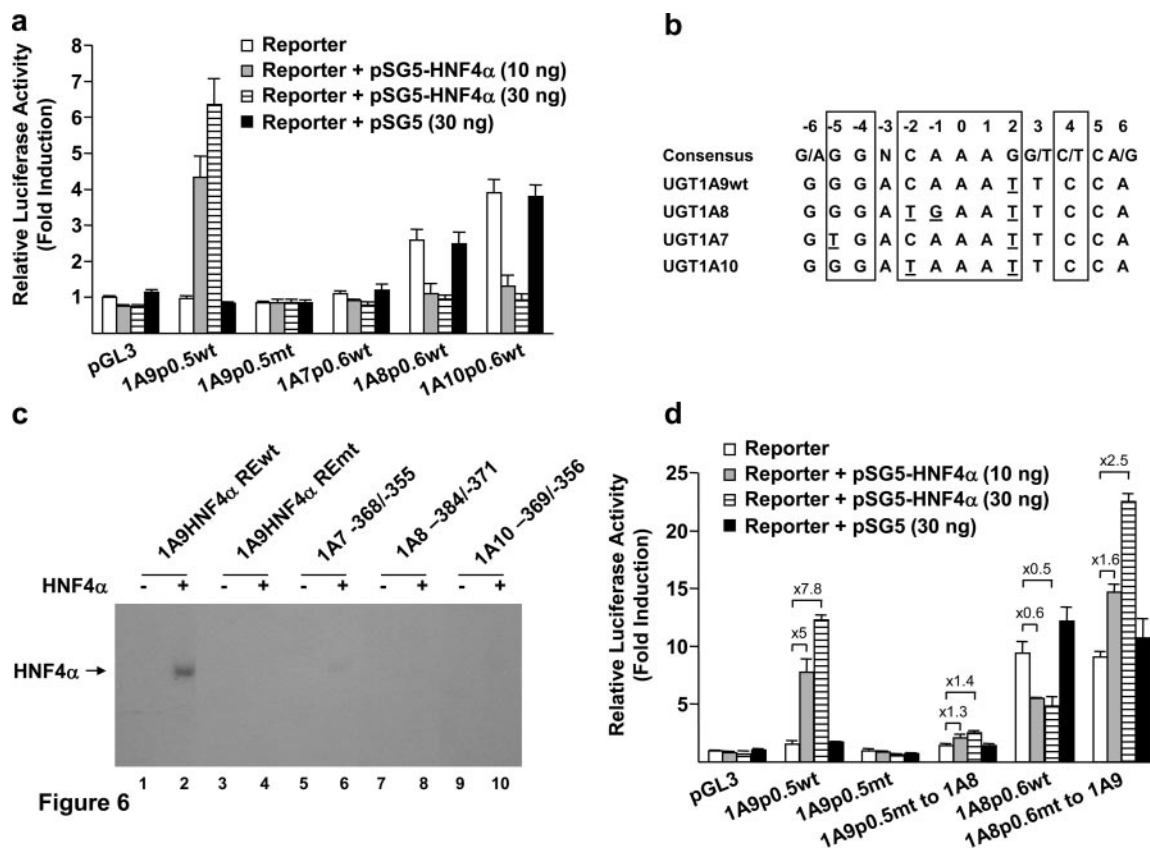 a
Relative Luciferase Activity
(Fold Induction)
8
7
6
5
4
3
2
1
Reporter
Reporter + pSG5-HNF4α (10 ng)
Reporter + pSG5-HNF4α (30 ng)
Reporter + pSG5 (30 ng)
pGL3
1A9p0.5wt
1A9p0.5mt
1A7p0.6wt
1A8p0.6wt
1A10p0.6wt
b
-6 -5 -4 -3 -2 -1 0 1 2 3 4 5 6
Consensus G/A G G N C A A A G G/T C/T C A/G
UGT1A9wt G G G A C A A A T T C C A
UGT1A8 G G G A T G A A T T C C A
UGT1A7 G T G A C A A A T T C C A
UGT1A10 G G G A T A A A T T C C A
c
1A9HNF4α REwt
1A9HNF4α REmt
1A7 -368/-355
1A8 –384/-371
1A10 –369/-356
HNF4α - + - + - + - + - +
HNF4α
1 2 3 4 5 6 7 8 9 10
Figure 6
d
Relative Luciferase Activity
(Fold Induction)
25
20
15
10
5
Reporter
Reporter + pSG5-HNF4α (10 ng)
Reporter + pSG5-HNF4α (30 ng)
Reporter + pSG5 (30 ng)
x7.8
x5
x1.4
x1.3
x0.5
x0.6
x2.5
x1.6
pGL3
1A9p0.5wt
1A9p0.5mt
1A9p0.5mt to 1A8
1A8p0.6wt
1A8p0.6mt to 1A9